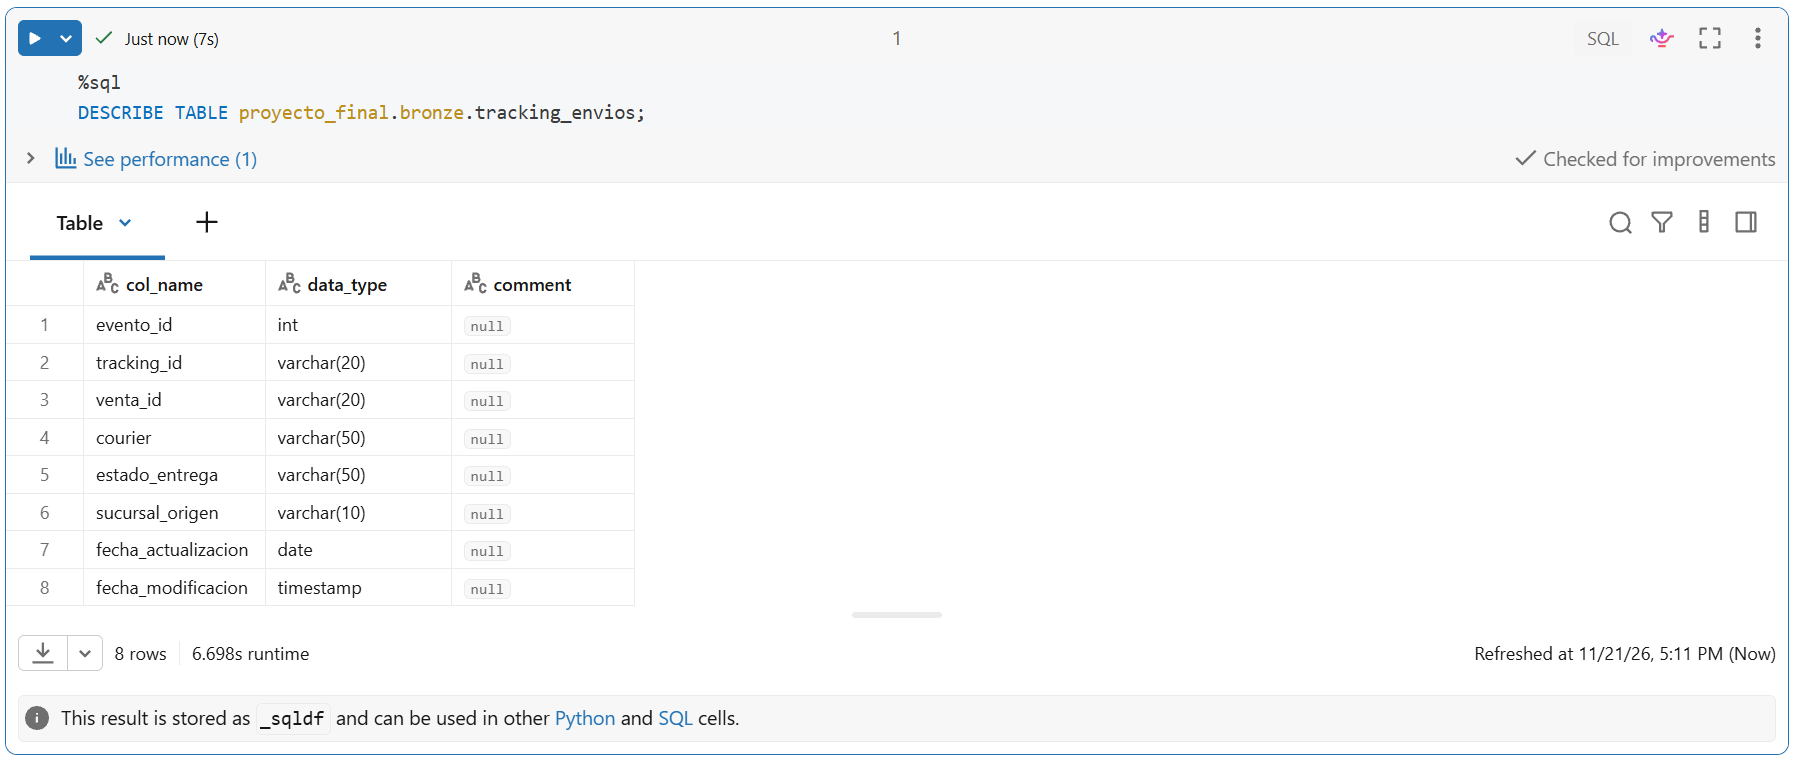 Just now (7s)
1
SQL
%sql
DESCRIBE TABLE proyecto_final.bronze.tracking_envios;
See performance (1)
Checked for improvements
Table
col_name data_type comment
1 evento_id int null
2 tracking_id varchar(20) null
3 venta_id varchar(20) null
4 courier varchar(50) null
5 estado_entrega varchar(50) null
6 sucursal_origen varchar(10) null
7 fecha_actualizacion date null
8 fecha_modificacion timestamp null
8 rows 6.698s runtime
Refreshed at 11/21/26, 5:11 PM (Now)
This result is stored as _sqldf and can be used in other Python and SQL cells.